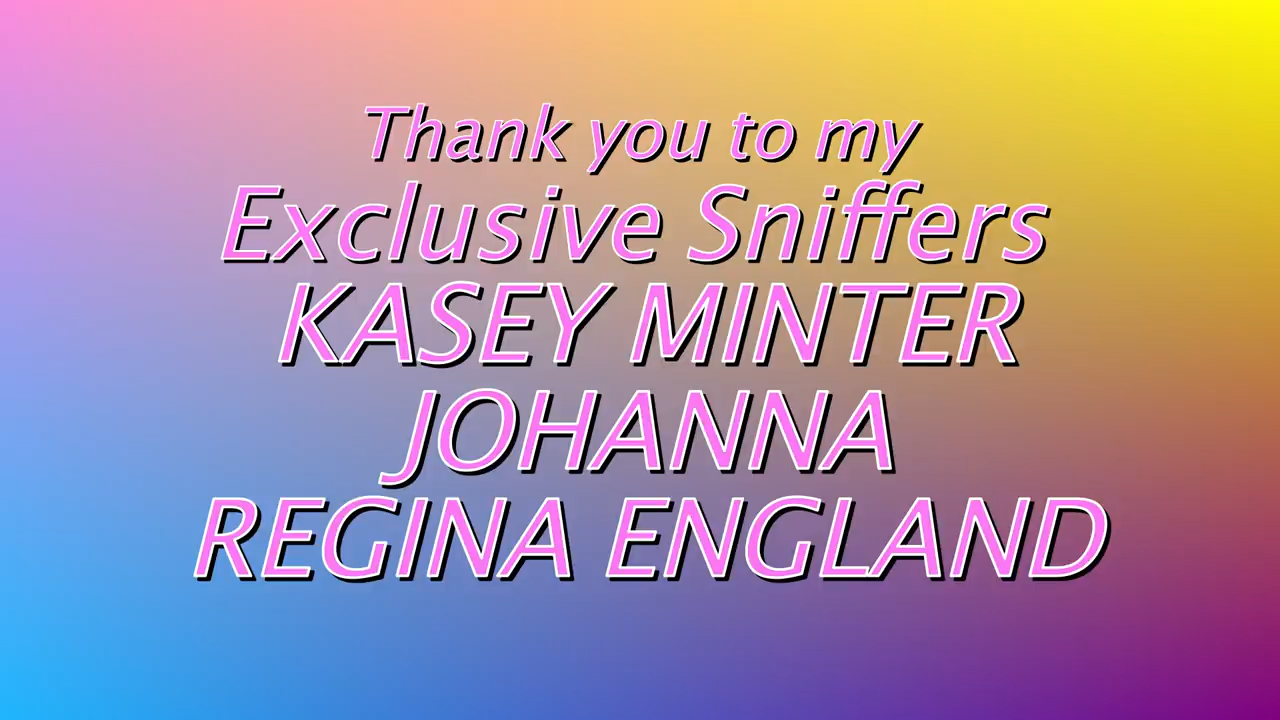 Thank you to my
Exclusive Sniffers
KASEY MINTER
JOHANNA
REGINA ENGLAND